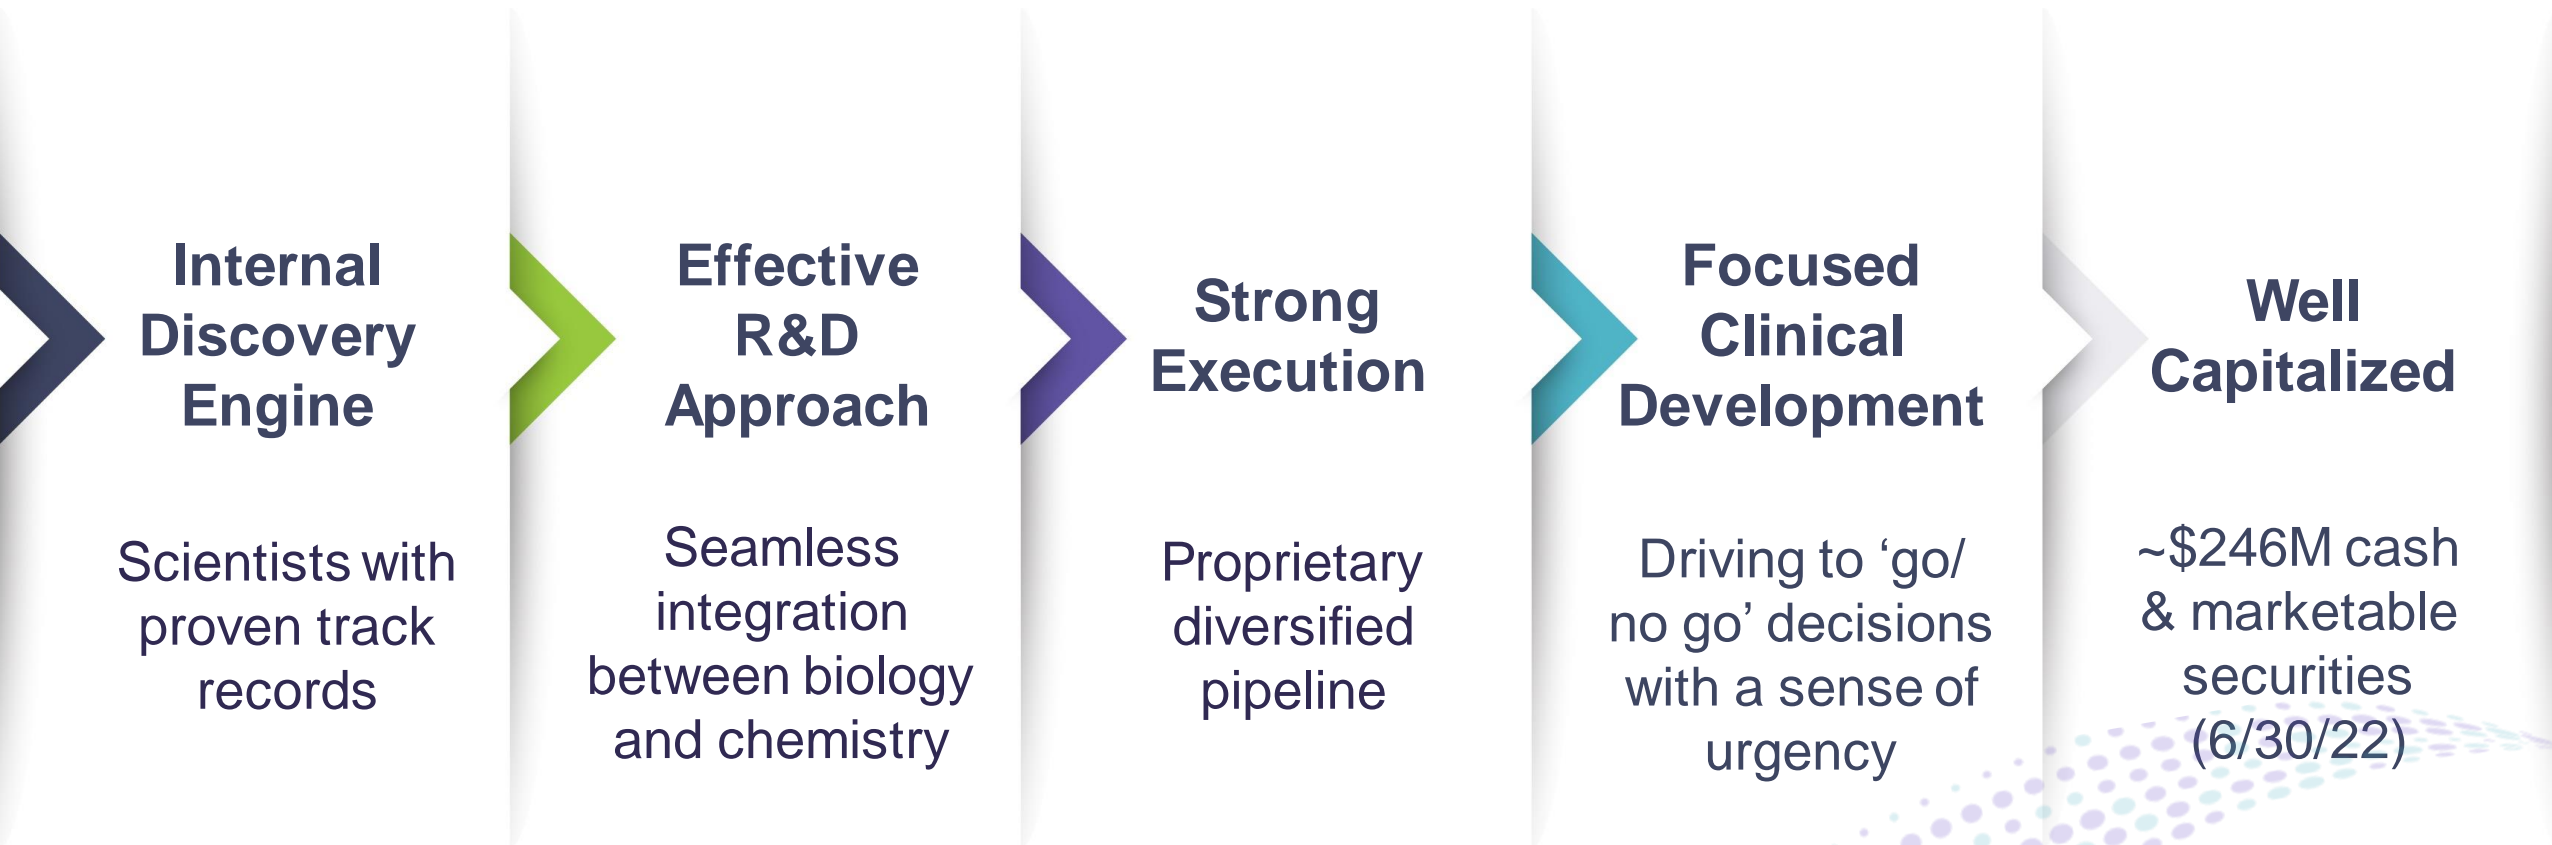 Internal
Discovery
Engine
Scientists with
proven track
records
Effective
R&D
Approach
Seamless
integration
between biology
and chemistry
Strong
Execution
Proprietary
diversified
pipeline
Focused
Clinical
Development
Driving to ‘go/
no go’ decisions
with a sense of
urgency
Well
Capitalized
~$246M cash
& marketable
securities
(6/30/22)